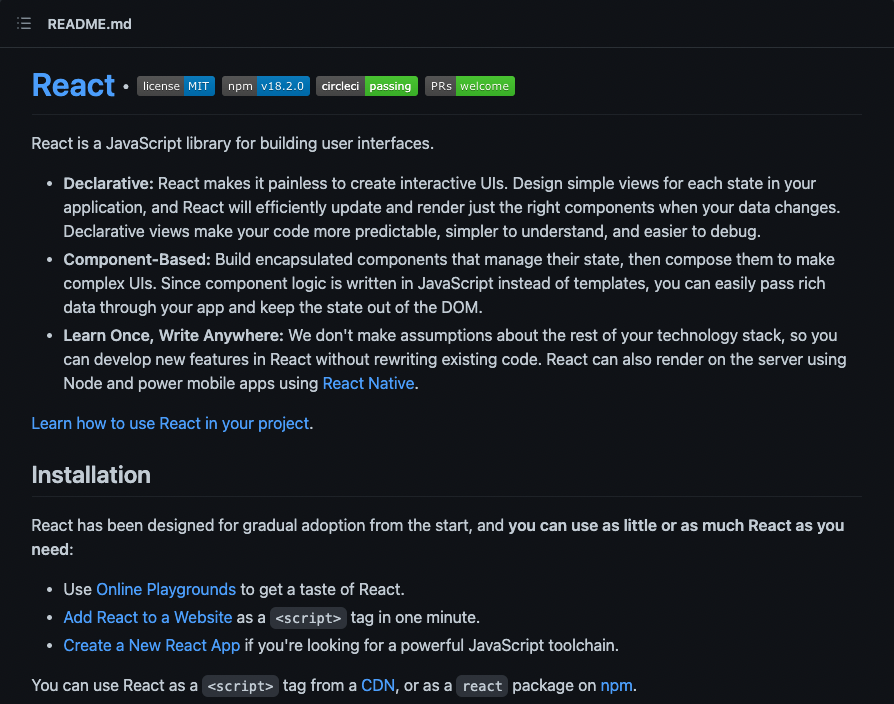 README.md
React · license MIT npm v18.2.0 circleci passing PRs welcome
React is a JavaScript library for building user interfaces.
• Declarative: React makes it painless to create interactive UIs. Design simple views for each state in your
application, and React will efficiently update and render just the right components when your data changes.
Declarative views make your code more predictable, simpler to understand, and easier to debug.
• Component-Based: Build encapsulated components that manage their state, then compose them to make
complex UIs. Since component logic is written in JavaScript instead of templates, you can easily pass rich
data through your app and keep the state out of the DOM.
• Learn Once, Write Anywhere: We don't make assumptions about the rest of your technology stack, so you
can develop new features in React without rewriting existing code. React can also render on the server using
Node and power mobile apps using React Native.
Learn how to use React in your project.
Installation
React has been designed for gradual adoption from the start, and you can use as little or as much React as you
need:
• Use Online Playgrounds to get a taste of React.
• Add React to a Website as a <script> tag in one minute.
• Create a New React App if you're looking for a powerful JavaScript toolchain.
You can use React as a <script> tag from a CDN, or as a react package on npm.